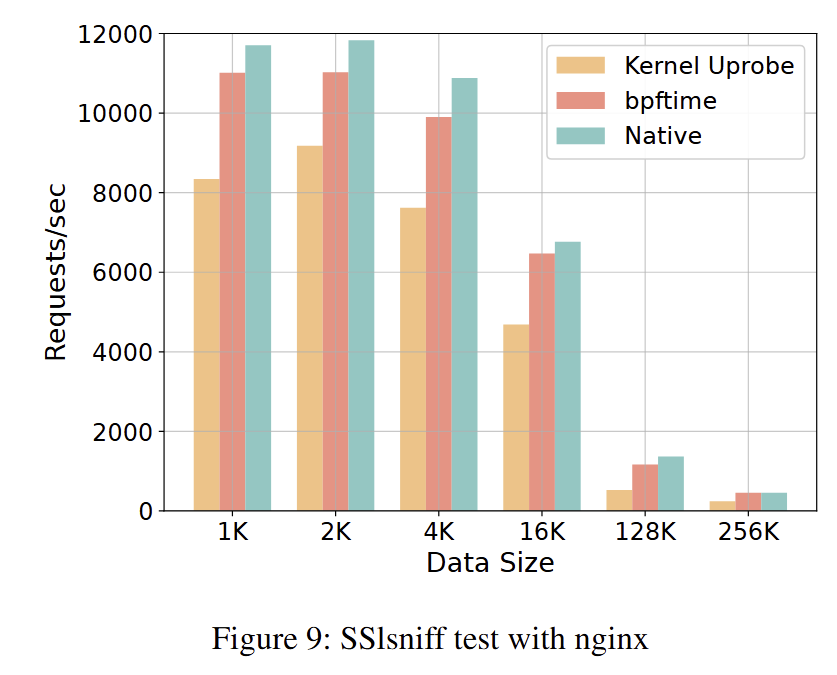 12000
10000
8000
6000
4000
2000
0
Requests/sec
Kernel Uprobe
bpftime
Native
1K 2K 4K 16K 128K 256K
Data Size
Figure 9: SSlsniff test with nginx